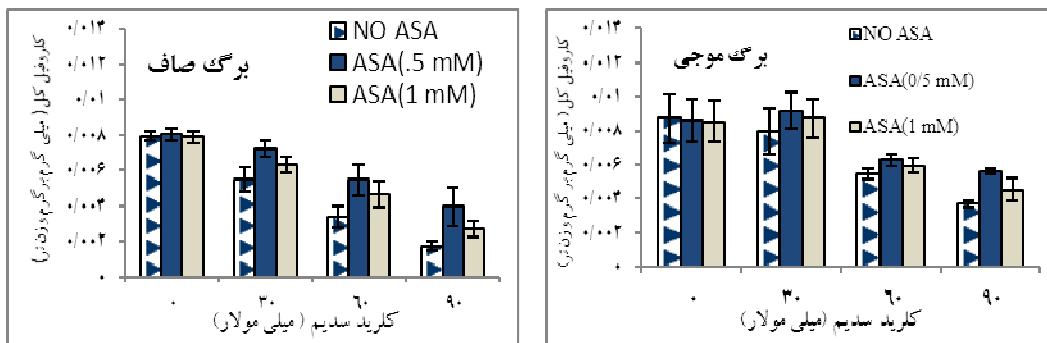 کلروفیل کل( میلی گرم بر گرم وزن تر)
۰/۰۱۴
۰/۰۱۲
۰/۰۱
۰/۰۰۸
۰/۰۰۶
۰/۰۰۴
۰/۰۰۲
۰
برگ صاف
NO ASA
ASA(.5 mM)
ASA(1 mM)
۰ ۳۰ ۶۰ ۹۰
کلرید سدیم ( میلی مولار)
کلروفیل کل( میلی گرم بر گرم وزن تر)
۰/۰۱۴
۰/۰۱۲
۰/۰۱
۰/۰۰۸
۰/۰۰۶
۰/۰۰۴
۰/۰۰۲
۰
برگ موجی
NO ASA
ASA(0/5 mM)
ASA(1 mM)
۰ ۳۰ ۶۰ ۹۰
کلرید سدیم (میلی مولار)